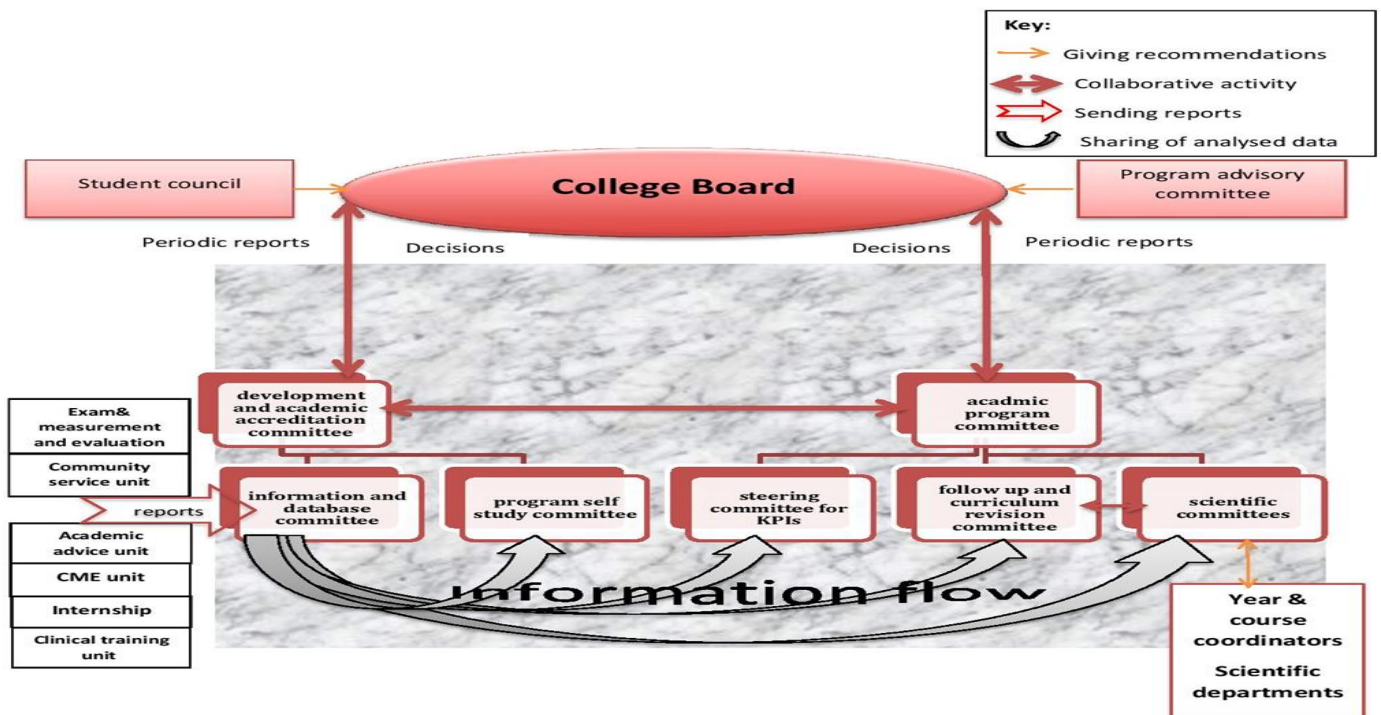 Key:
Giving recommendations
Collaborative activity
Sending reports
Sharing of analysed data
Student council
College Board
Program advisory
committee
Periodic reports
Decisions
Decisions
Periodic reports
development
and academic
accreditation
committee
acadmic
program
committee
Exam&
measurement
and evaluation
Community
service unit
reports
Academic
advice unit
CME unit
Internship
Clinical training
unit
information and
database
committee
program self
study committee
steering
committee for
KPIs
follow up and
curriculum
revision
committee
scientific
committees
information flow
Year &
course
coordinators
Scientific
departments